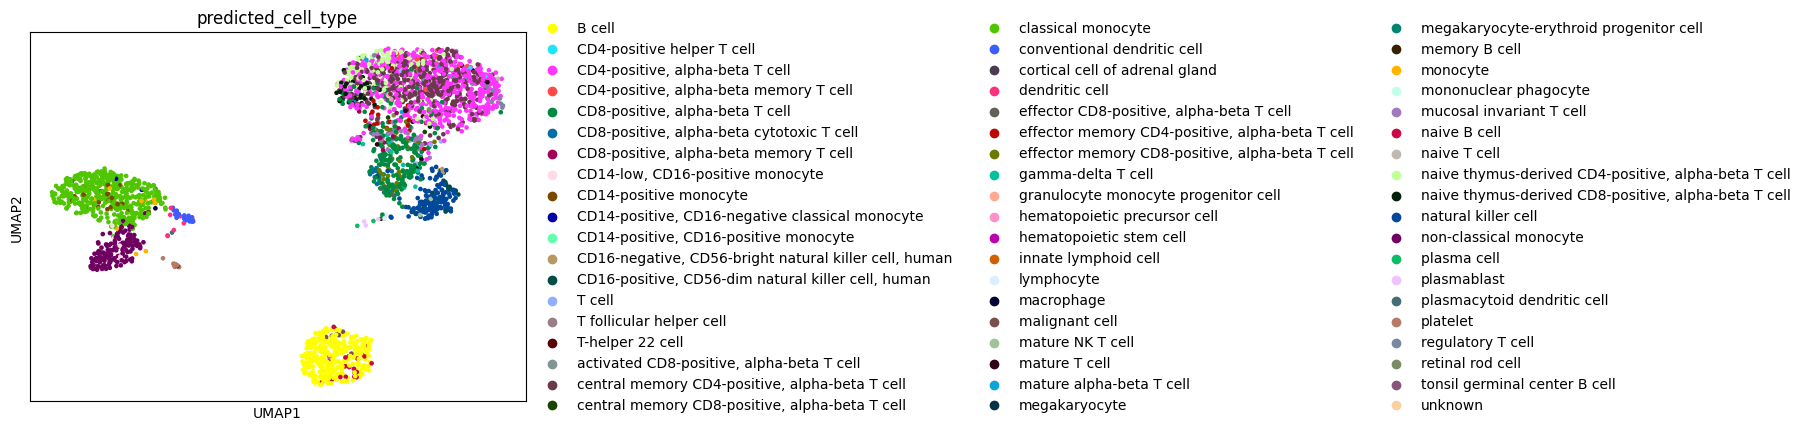 predicted_cell_type
UMAP2
UMAP1
B cell
CD4-positive helper T cell
CD4-positive, alpha-beta T cell
CD4-positive, alpha-beta memory T cell
CD8-positive, alpha-beta T cell
CD8-positive, alpha-beta cytotoxic T cell
CD8-positive, alpha-beta memory T cell
CD14-low, CD16-positive monocyte
CD14-positive monocyte
CD14-positive, CD16-negative classical monocyte
CD14-positive, CD16-positive monocyte
CD16-negative, CD56-bright natural killer cell, human
CD16-positive, CD56-dim natural killer cell, human
T cell
T follicular helper cell
T-helper 22 cell
activated CD8-positive, alpha-beta T cell
central memory CD4-positive, alpha-beta T cell
central memory CD8-positive, alpha-beta T cell
classical monocyte
conventional dendritic cell
cortical cell of adrenal gland
dendritic cell
effector CD8-positive, alpha-beta T cell
effector memory CD4-positive, alpha-beta T cell
effector memory CD8-positive, alpha-beta T cell
gamma-delta T cell
granulocyte monocyte progenitor cell
hematopoietic precursor cell
hematopoietic stem cell
innate lymphoid cell
lymphocyte
macrophage
malignant cell
mature NK T cell
mature T cell
mature alpha-beta T cell
megakaryocyte
megakaryocyte-erythroid progenitor cell
memory B cell
monocyte
mononuclear phagocyte
mucosal invariant T cell
naive B cell
naive T cell
naive thymus-derived CD4-positive, alpha-beta T cell
naive thymus-derived CD8-positive, alpha-beta T cell
natural killer cell
non-classical monocyte
plasma cell
plasmablast
plasmacytoid dendritic cell
platelet
regulatory T cell
retinal rod cell
tonsil germinal center B cell
unknown